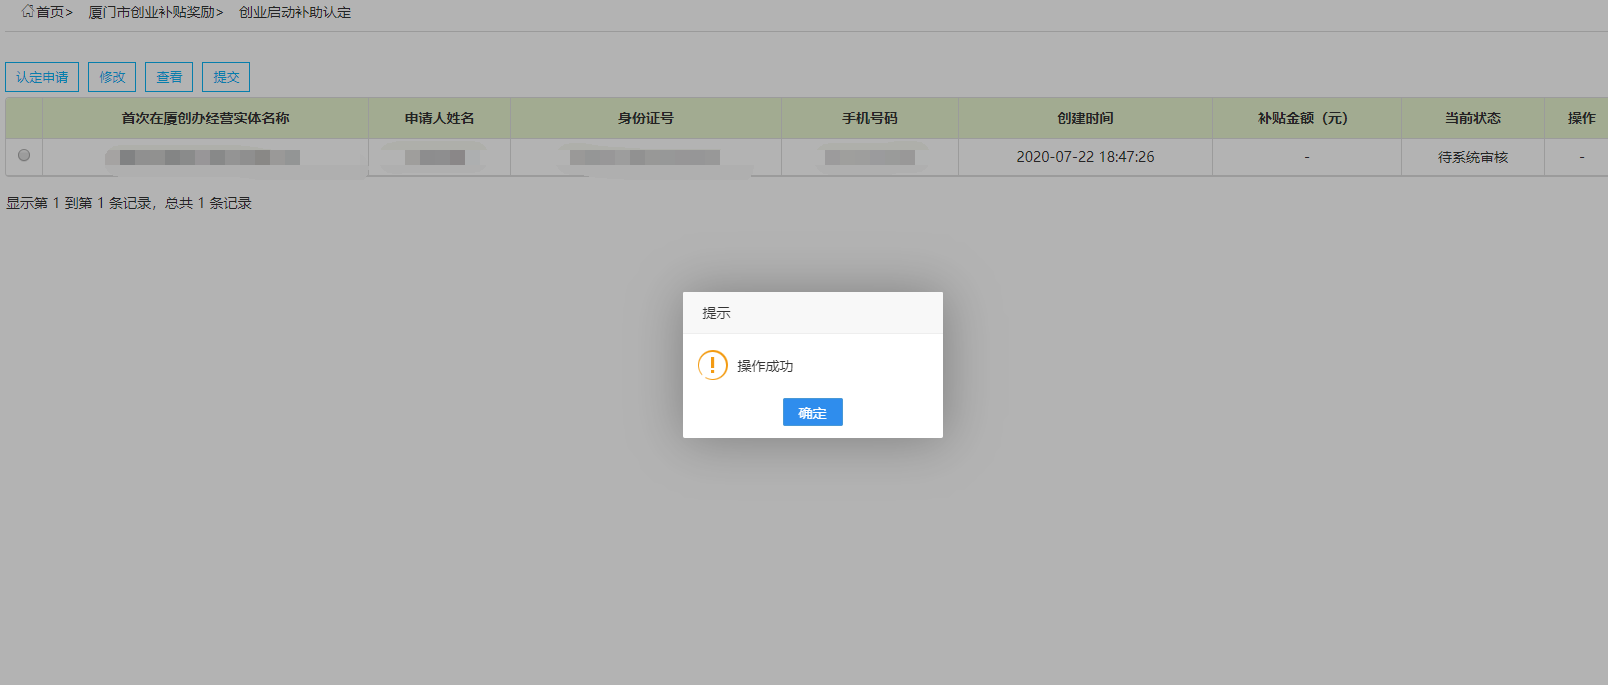 首页> 厦门市创业补贴奖励> 创业启动补助认定
认定申请 修改 查看 提交
首次在厦创办经营实体名称 申请人姓名 身份证号 手机号码 创建时间 补贴金额（元） 当前状态 操作
2020-07-22 18:47:26 - 待系统审核 -
显示第 1 到第 1 条记录，总共 1 条记录
提示
操作成功
确定